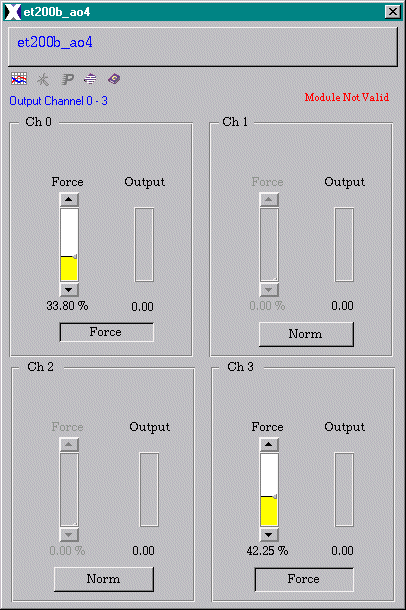 et200b_ao4
et200b_ao4
Output Channel 0 - 3
Module Not Valid
Ch 0
Force Output
33.80 % 0.00
Force
Ch 1
Force Output
0.00 % 0.00
Norm
Ch 2
Force Output
0.00 % 0.00
Norm
Ch 3
Force Output
42.25 % 0.00
Force